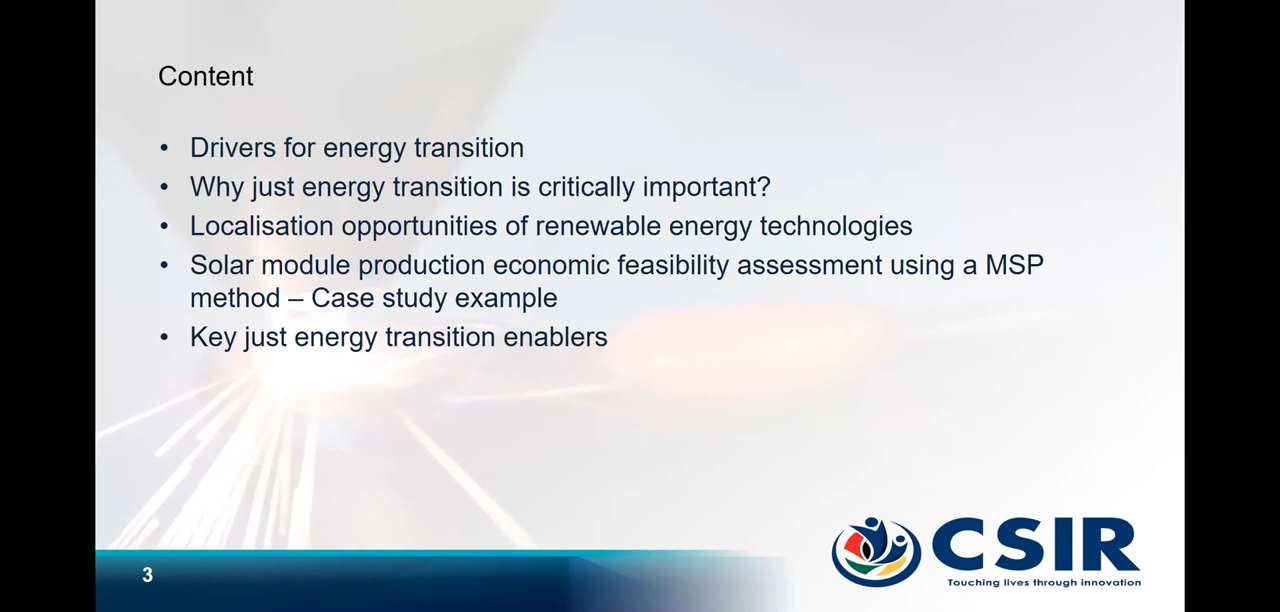 Content
• Drivers for energy transition
• Why just energy transition is critically important?
• Localisation opportunities of renewable energy technologies
• Solar module production economic feasibility assessment using a MSP
method – Case study example
• Key just energy transition enablers
CSIR
Touching lives through innovation
3